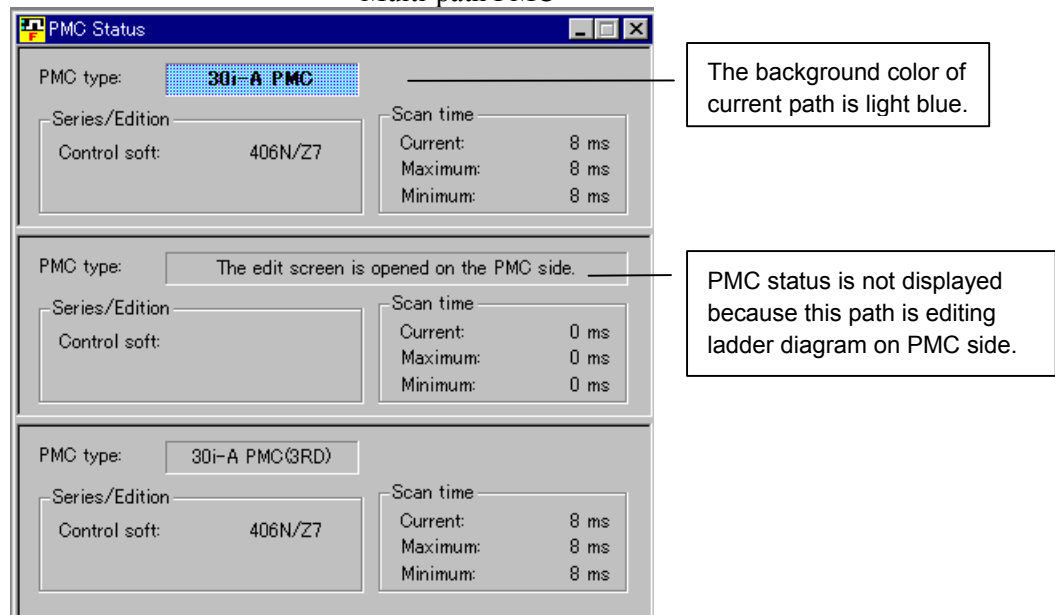 Multi-path PMC
PMC Status
PMC type: 30i-A PMC
Series/Edition
Control soft: 406N/Z7
Scan time
Current: 8 ms
Maximum: 8 ms
Minimum: 8 ms
The background color of
current path is light blue.
PMC type: The edit screen is opened on the PMC side.
Series/Edition
Control soft:
Scan time
Current: 0 ms
Maximum: 0 ms
Minimum: 0 ms
PMC status is not displayed
because this path is editing
ladder diagram on PMC side.
PMC type: 30i-A PMC(3RD)
Series/Edition
Control soft: 406N/Z7
Scan time
Current: 8 ms
Maximum: 8 ms
Minimum: 8 ms